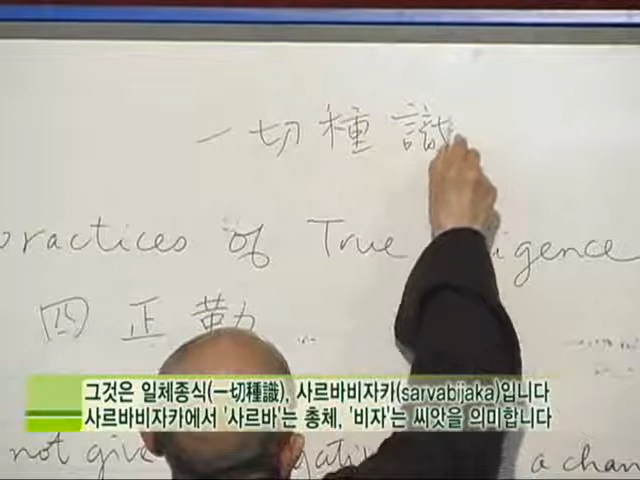 一切種識
practices of True igence
四正勤
그것은 일체종식(一切種識), 사르바비자카(sarvabijaka)입니다
사르바비자카에서 '사르바'는 총체, '비자'는 씨앗을 의미합니다
not give a chan